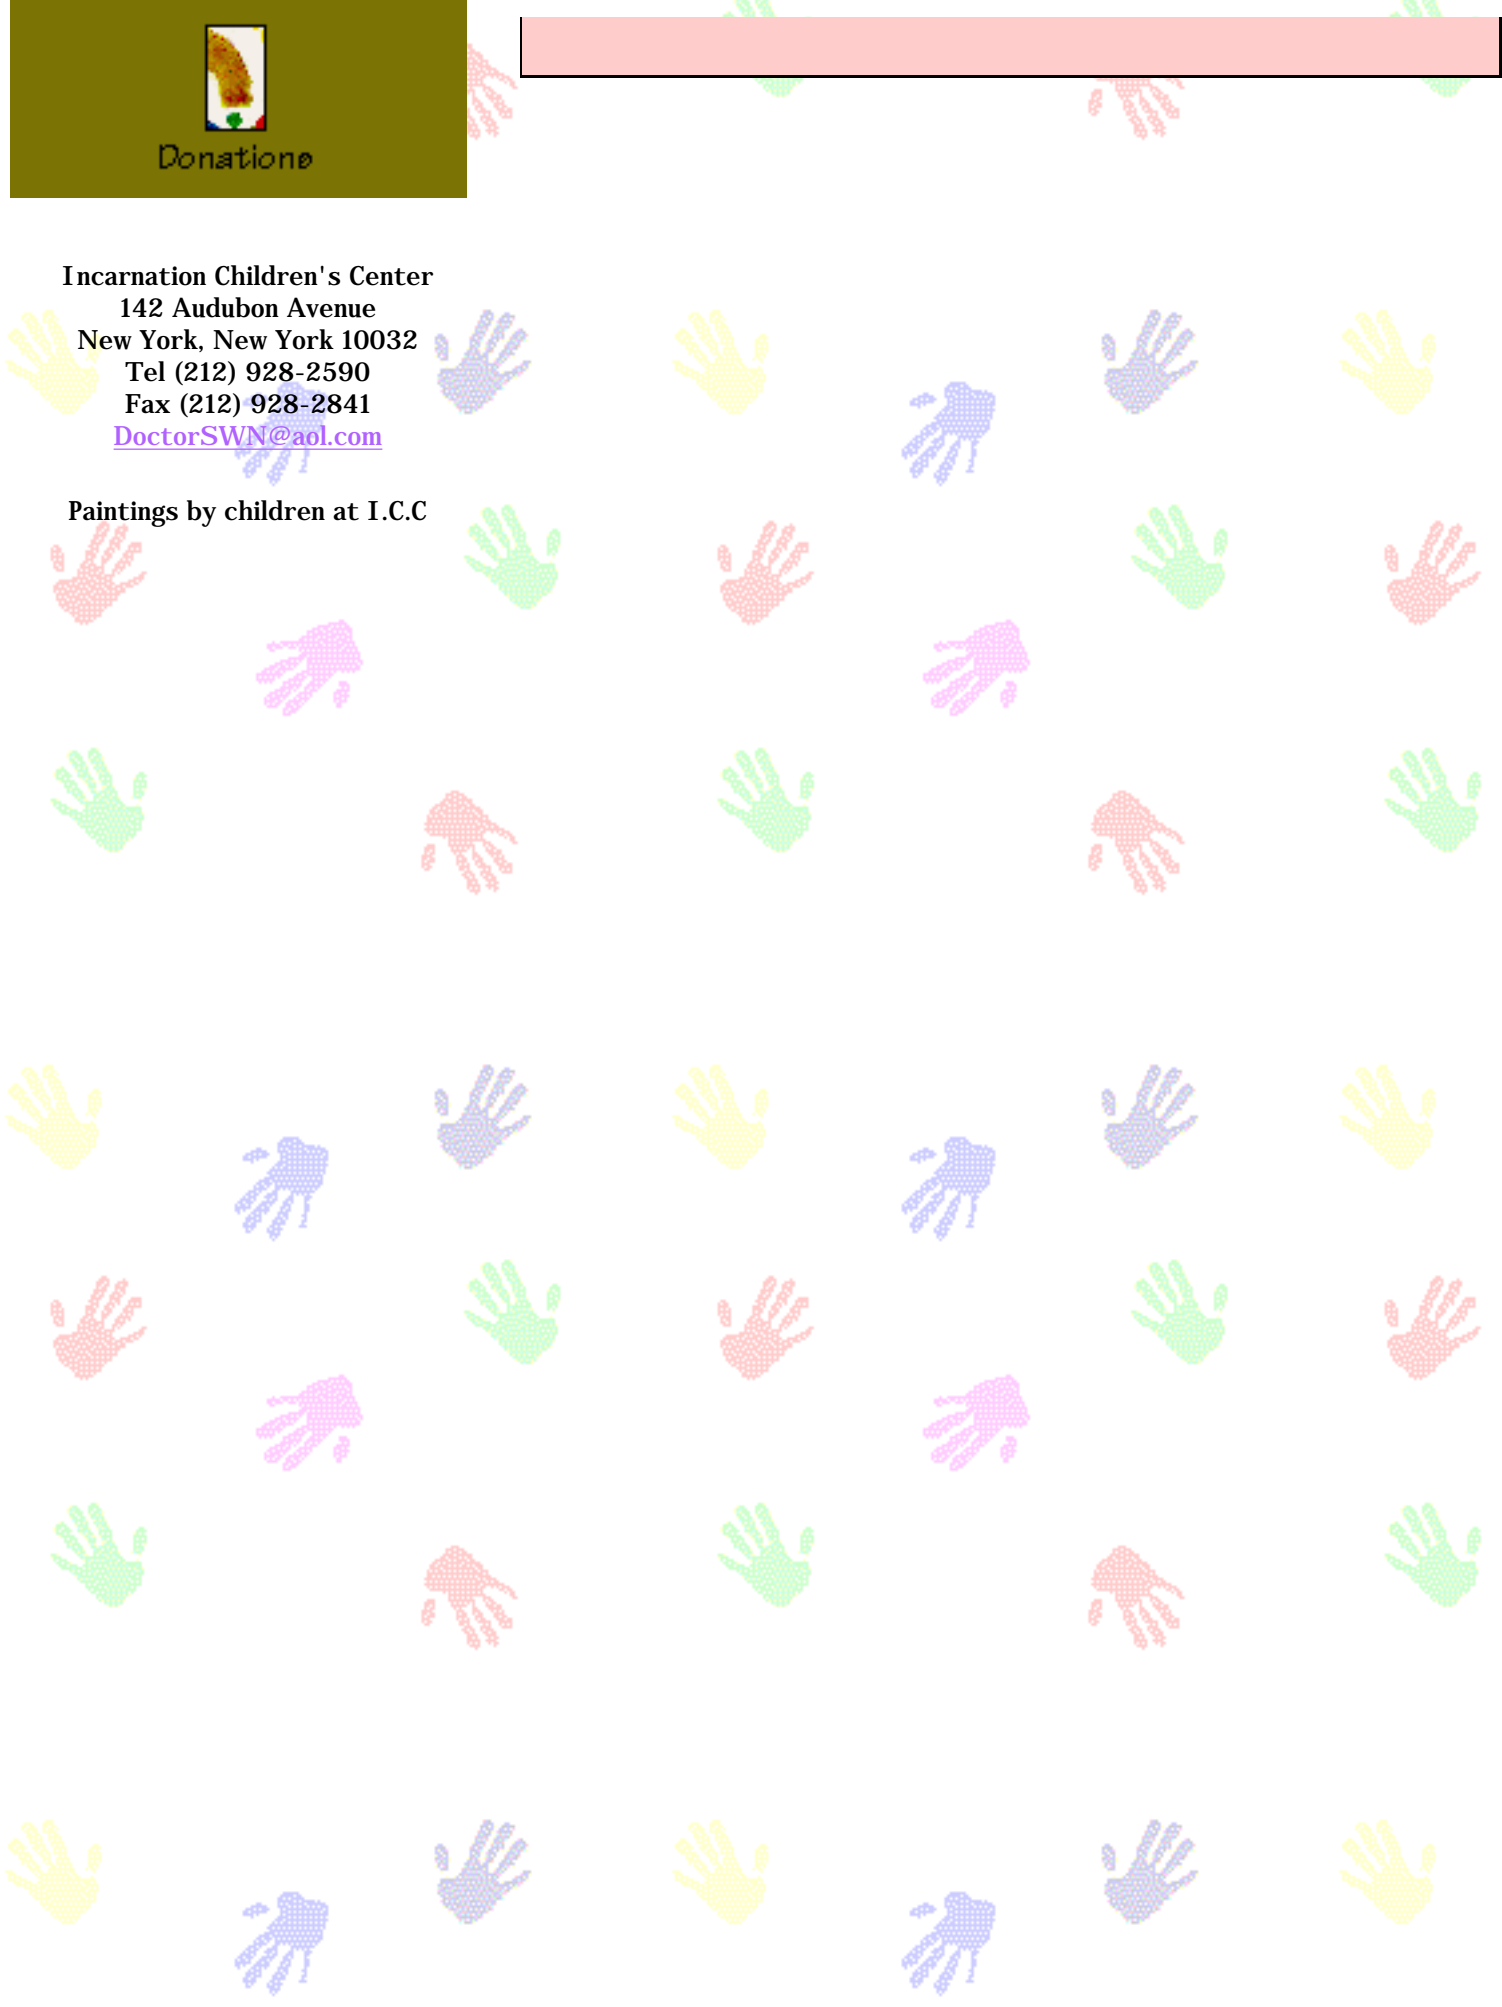 Donations
Incarnation Children's Center
142 Audubon Avenue
New York, New York 10032
Tel (212) 928-2590
Fax (212) 928-2841
DoctorSWN@aol.com
Paintings by children at I.C.C